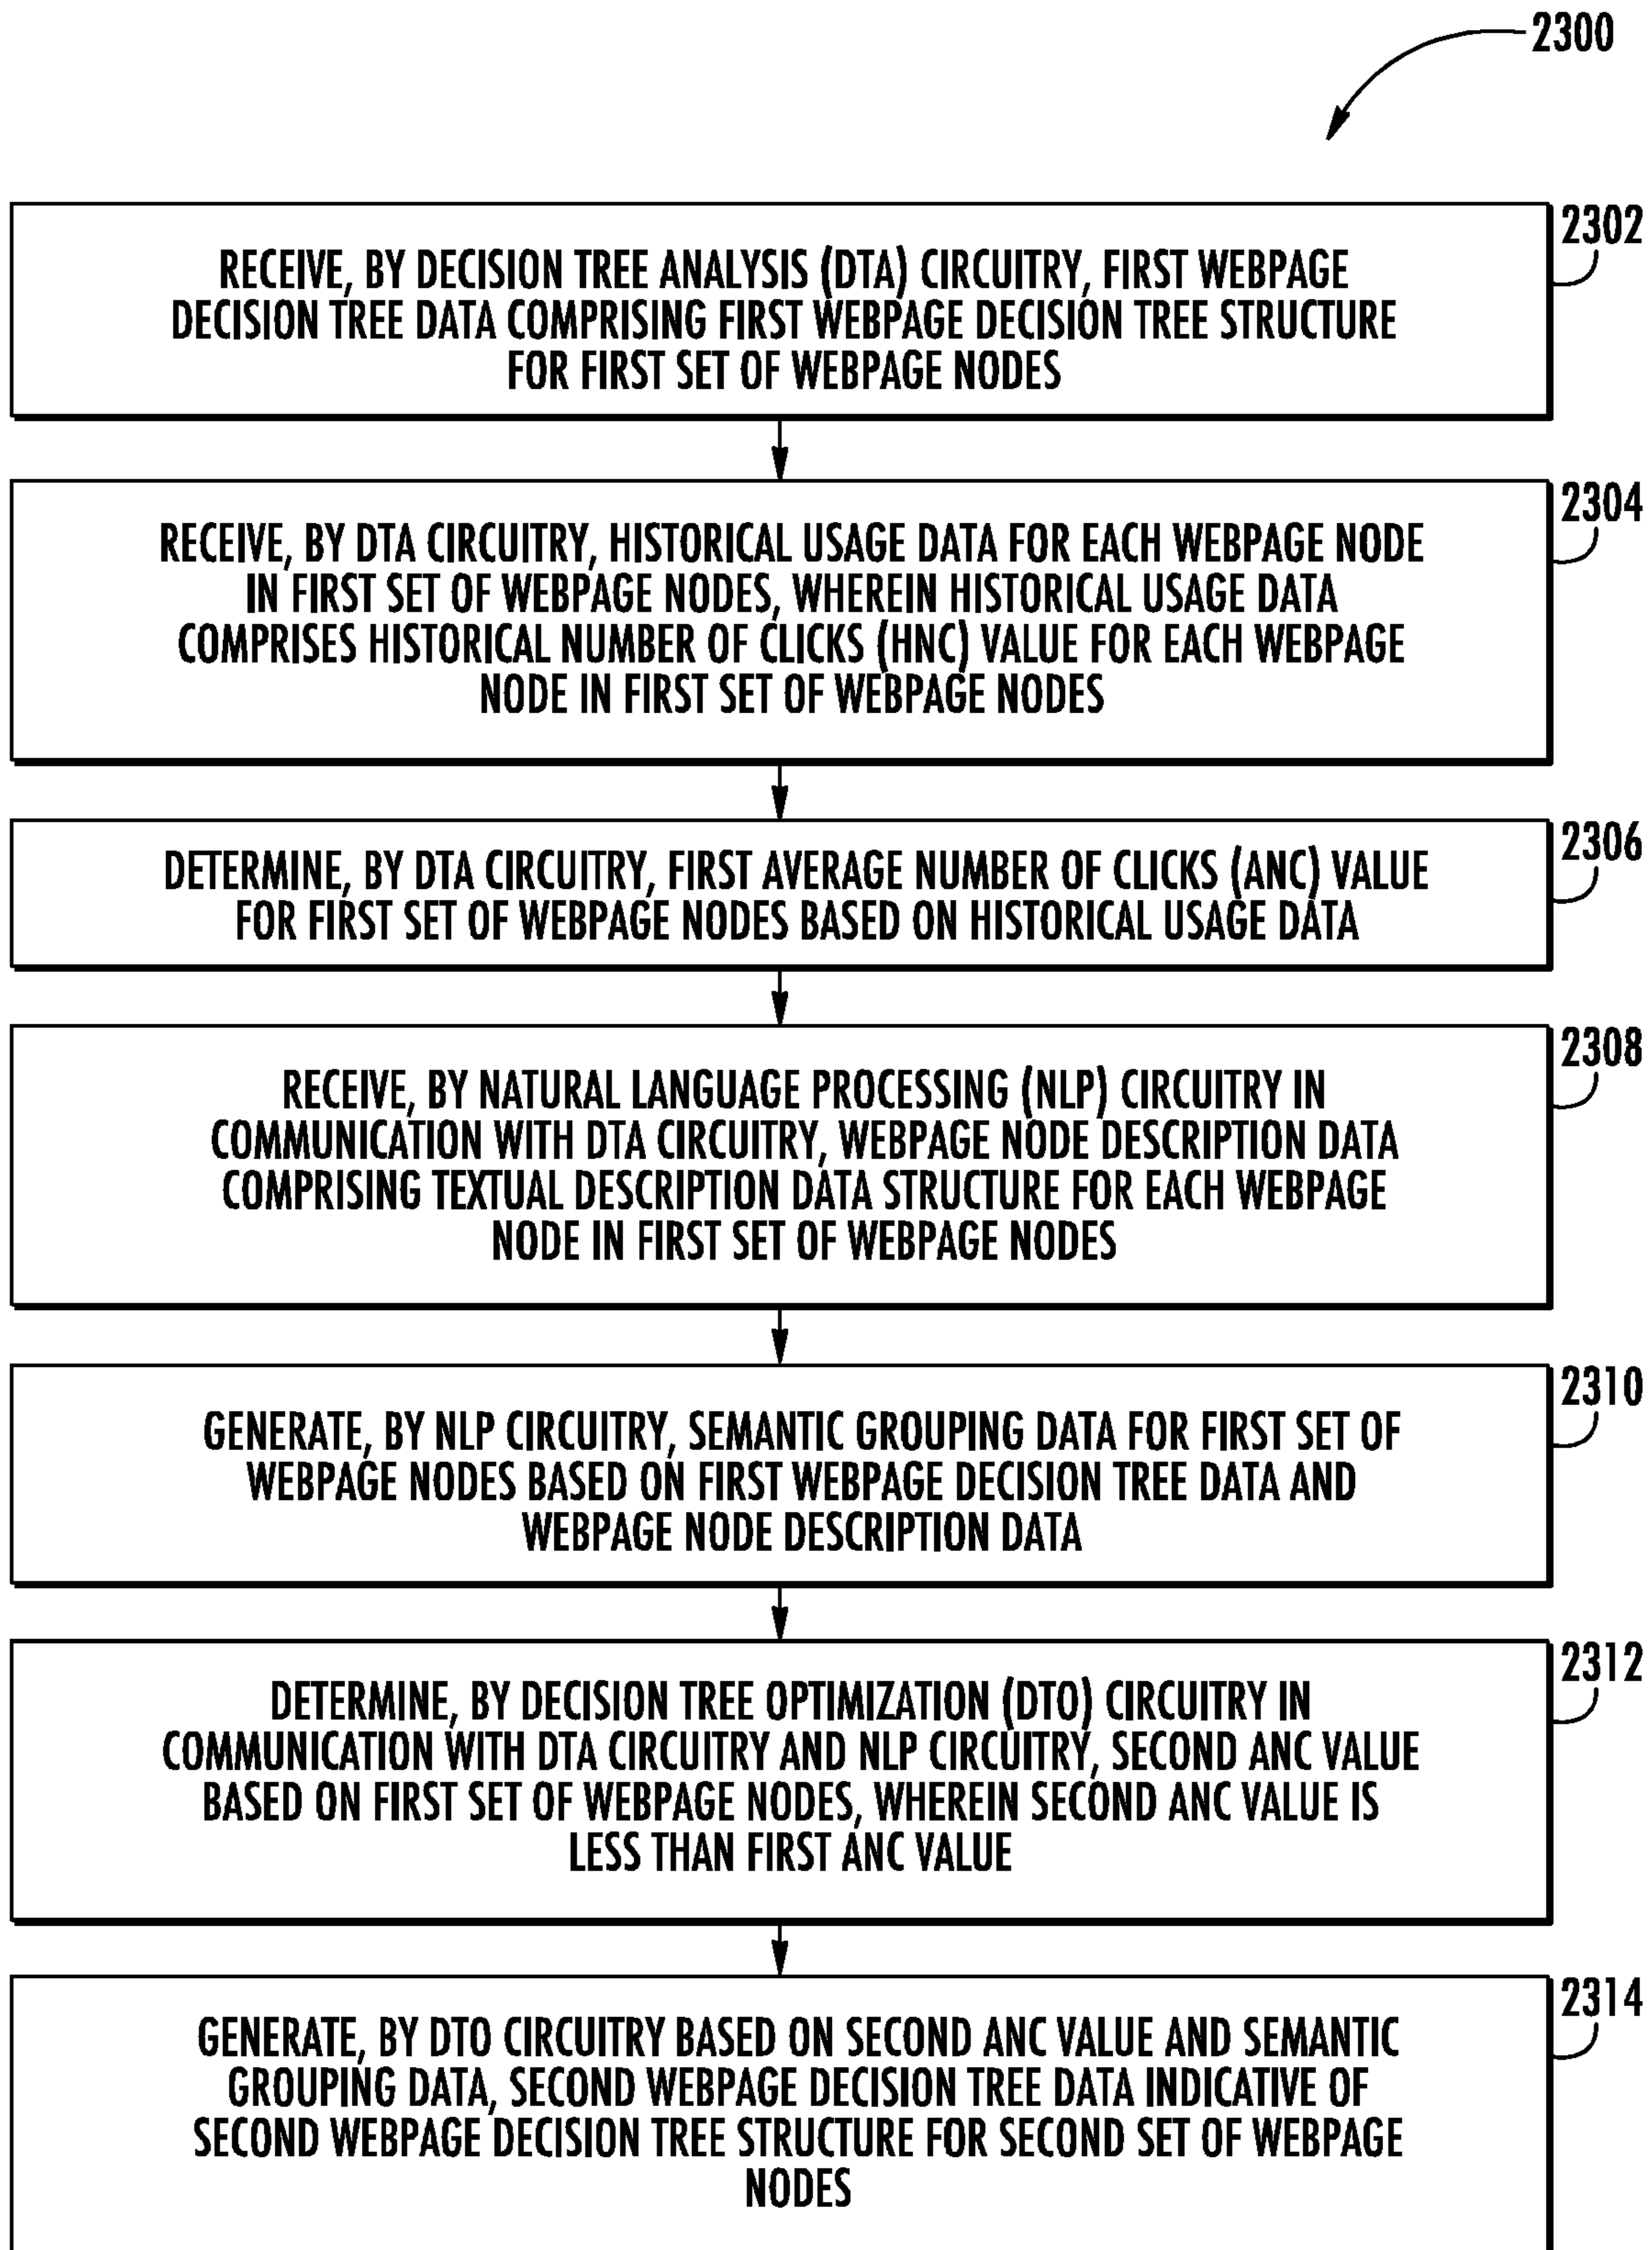 2300
2302
RECEIVE, BY DECISION TREE ANALYSIS (DTA) CIRCUITRY, FIRST WEBPAGE
DECISION TREE DATA COMPRISING FIRST WEBPAGE DECISION TREE STRUCTURE
FOR FIRST SET OF WEBPAGE NODES
2304
RECEIVE, BY DTA CIRCUITRY, HISTORICAL USAGE DATA FOR EACH WEBPAGE NODE
IN FIRST SET OF WEBPAGE NODES, WHEREIN HISTORICAL USAGE DATA
COMPRISES HISTORICAL NUMBER OF CLICKS (HNC) VALUE FOR EACH WEBPAGE
NODE IN FIRST SET OF WEBPAGE NODES
2306
DETERMINE, BY DTA CIRCUITRY, FIRST AVERAGE NUMBER OF CLICKS (ANC) VALUE
FOR FIRST SET OF WEBPAGE NODES BASED ON HISTORICAL USAGE DATA
2308
RECEIVE, BY NATURAL LANGUAGE PROCESSING (NLP) CIRCUITRY IN
COMMUNICATION WITH DTA CIRCUITRY, WEBPAGE NODE DESCRIPTION DATA
COMPRISING TEXTUAL DESCRIPTION DATA STRUCTURE FOR EACH WEBPAGE
NODE IN FIRST SET OF WEBPAGE NODES
2310
GENERATE, BY NLP CIRCUITRY, SEMANTIC GROUPING DATA FOR FIRST SET OF
WEBPAGE NODES BASED ON FIRST WEBPAGE DECISION TREE DATA AND
WEBPAGE NODE DESCRIPTION DATA
2312
DETERMINE, BY DECISION TREE OPTIMIZATION (DTO) CIRCUITRY IN
COMMUNICATION WITH DTA CIRCUITRY AND NLP CIRCUITRY, SECOND ANC VALUE
BASED ON FIRST SET OF WEBPAGE NODES, WHEREIN SECOND ANC VALUE IS
LESS THAN FIRST ANC VALUE
2314
GENERATE, BY DTO CIRCUITRY BASED ON SECOND ANC VALUE AND SEMANTIC
GROUPING DATA, SECOND WEBPAGE DECISION TREE DATA INDICATIVE OF
SECOND WEBPAGE DECISION TREE STRUCTURE FOR SECOND SET OF WEBPAGE
NODES